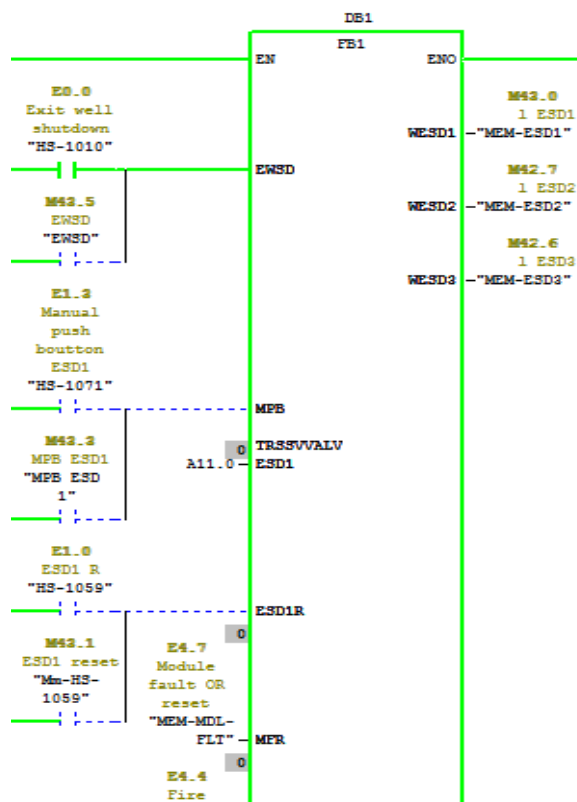 DB1
FB1
EN
ENO
E0.0
Exit well
shutdown
"HS-1010"
EWSD
M43.5
EWSD
"EWSD"
M43.0
1 ESD1
WESD1
"MEM-ESD1"
M42.7
1 ESD2
WESD2
"MEM-ESD2"
M42.6
1 ESD3
WESD3
"MEM-ESD3"
E1.3
Manual
push
boutton
ESD1
"HS-1071"
MPB
M43.3
MPB ESD1
"MPB ESD
1"
0
TRSSVVALV
A11.0
ESD1
E1.0
ESD1 R
"HS-1059"
ESD1R
0
M43.1
ESD1 reset
"Mm-HS-
1059"
E4.7
Module
fault OR
reset
"MEM-MDL-
FLT"
MFR
0
E4.4
Fire